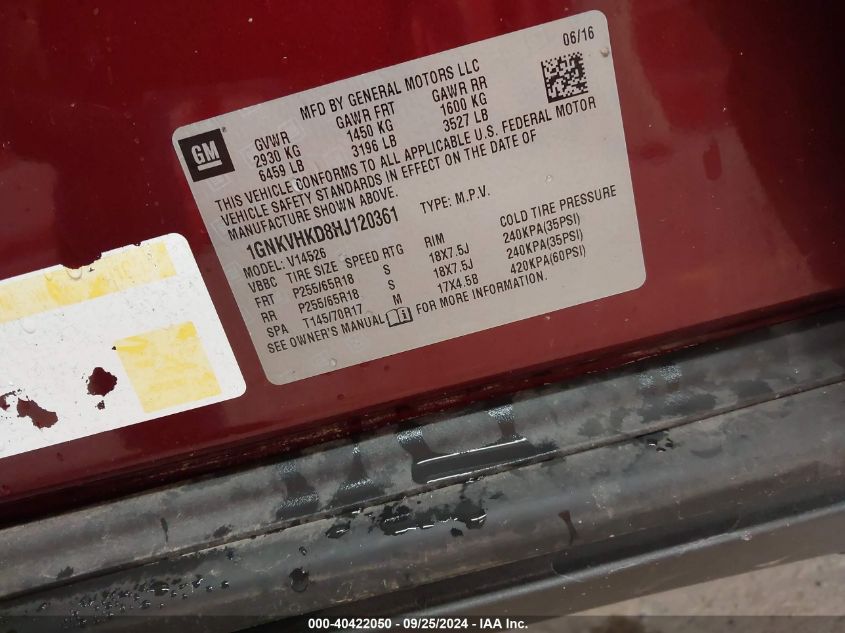 06/16
MFD BY GENERAL MOTORS LLC
GM
GVWR GAWR FRT GAWR RR
2930 KG 1450 KG 1600 KG
6459 LB 3196 LB 3527 LB
THIS VEHICLE CONFORMS TO ALL APPLICABLE U.S. FEDERAL MOTOR
VEHICLE SAFETY STANDARDS IN EFFECT ON THE DATE OF
MANUFACTURE SHOWN ABOVE.
1GNKVHKD8HJ120361 TYPE: M.P.V.
MODEL: V14526
VBBC TIRE SIZE SPEED RTG RIM COLD TIRE PRESSURE
FRT P255/65R18 S 18X7.5J 240KPA(35PSI)
RR P255/65R18 S 18X7.5J 240KPA(35PSI)
SPA T145/70R17 M 17X4.5B 420KPA(60PSI)
SEE OWNER'S MANUAL FOR MORE INFORMATION.
000-40422050 - 09/25/2024 - IAA Inc.